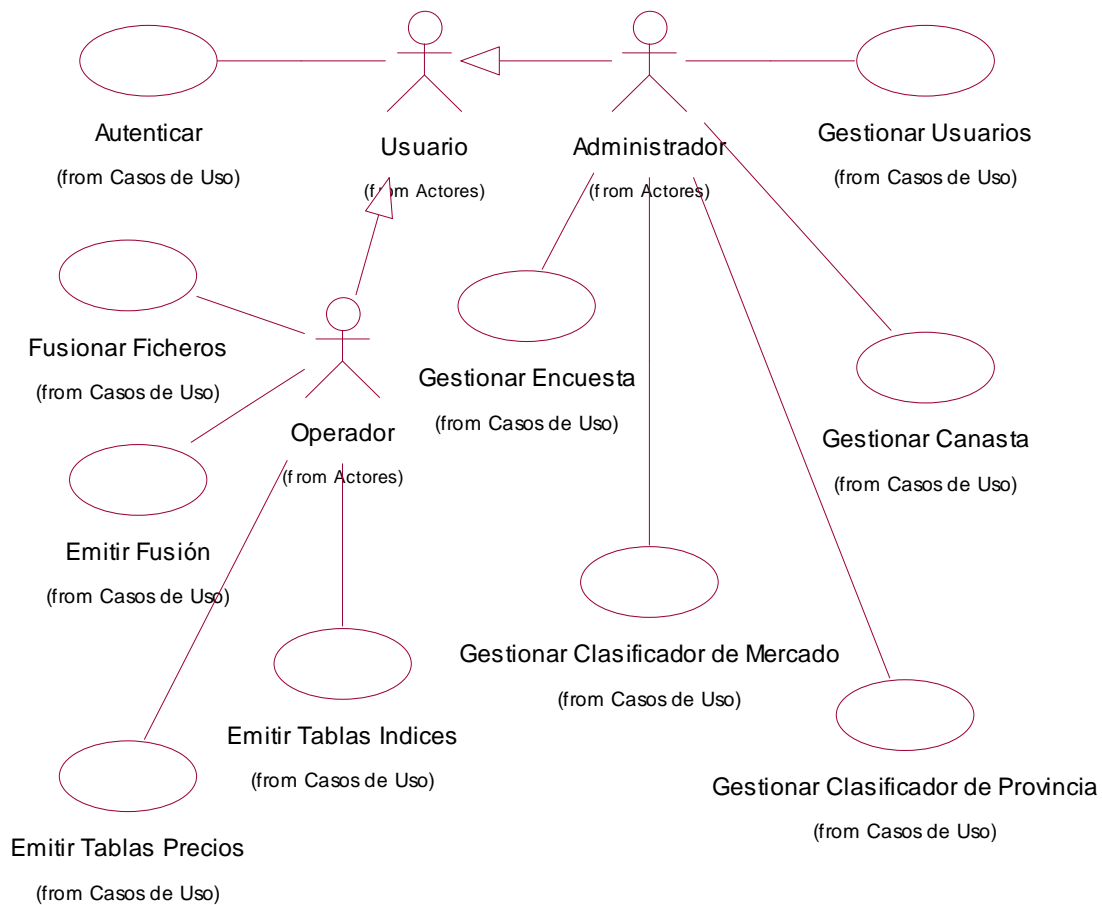 Autenticar
(from Casos de Uso)
Usuario
(from Actores)
Administrador
(from Actores)
Gestionar Usuarios
(from Casos de Uso)
Fusionar Ficheros
(from Casos de Uso)
Operador
(from Actores)
Gestionar Encuesta
(from Casos de Uso)
Gestionar Canasta
(from Casos de Uso)
Emitir Fusión
(from Casos de Uso)
Gestionar Clasificador de Mercado
(from Casos de Uso)
Emitir Tablas Indices
(from Casos de Uso)
Gestionar Clasificador de Provincia
(from Casos de Uso)
Emitir Tablas Precios
(from Casos de Uso)